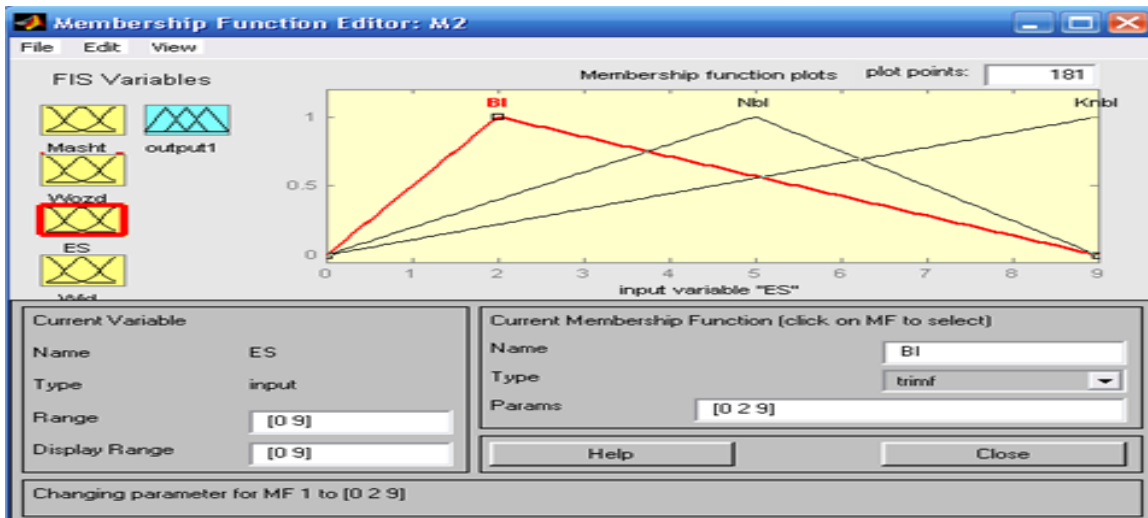 Membership Function Editor: M2
File Edit View
FIS Variables
Membership function plots plot points: 181
Masht output1
Wozd
ES
Bl Nbl Knbl
1
0.5
0
0 1 2 3 4 5 6 7 8 9
input variable "ES"
Current Variable
Name ES
Type input
Range [0 9]
Display Range [0 9]
Current Membership Function (click on MF to select)
Name Bl
Type trimf
Params [0 2 9]
Help Close
Changing parameter for MF 1 to [0 2 9]